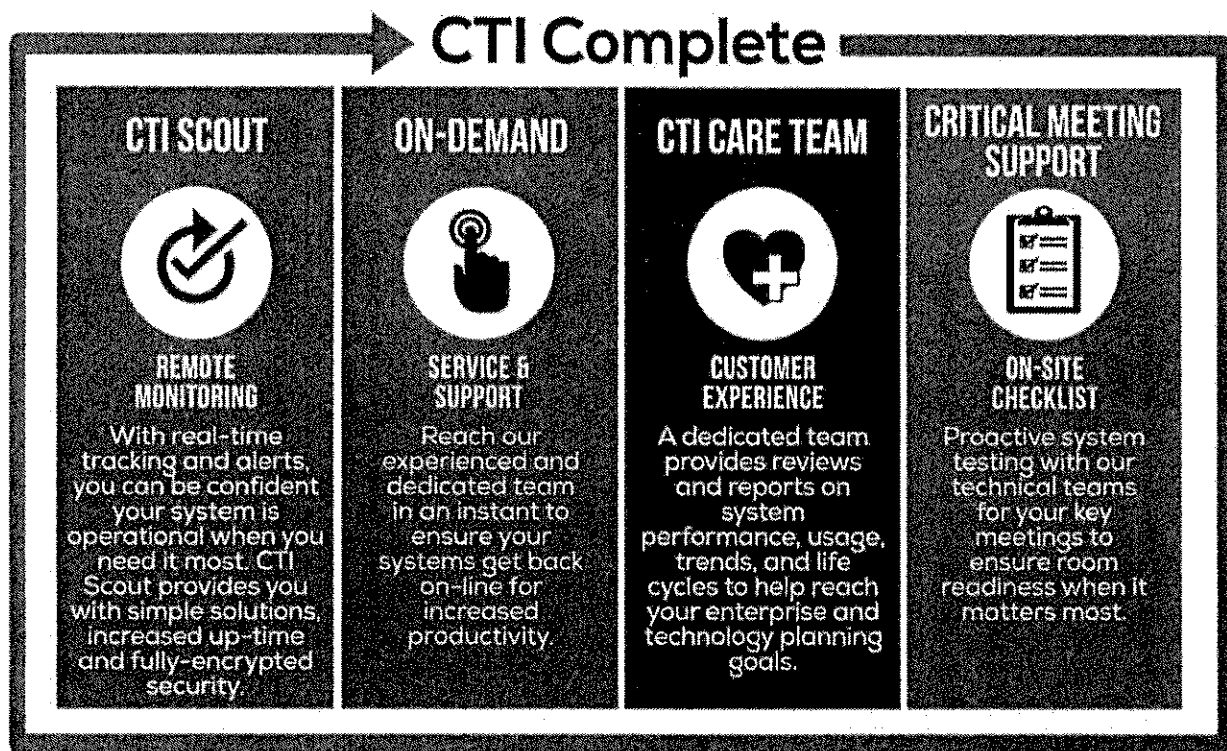 CTI Complete
CTI SCOUT
REMOTE
MONITORING
With real-time
tracking and alerts,
you can be confident
your system is
operational when you
need it most. CTI
Scout provides you
with simple solutions,
increased up-time
and fully-encrypted
security.
ON-DEMAND
SERVICE &
SUPPORT
Reach our
experienced and
dedicated team
in an instant to
ensure your
systems get back
on-line for
increased
productivity.
CTI CARE TEAM
CUSTOMER
EXPERIENCE
A dedicated team
provides reviews
and reports on
system
performance, usage,
trends, and life
cycles to help reach
your enterprise and
technology planning
goals.
CRITICAL MEETING
SUPPORT
ON-SITE
CHECKLIST
Proactive system
testing with our
technical teams
for your key
meetings to
ensure room
readiness when it
matters most.